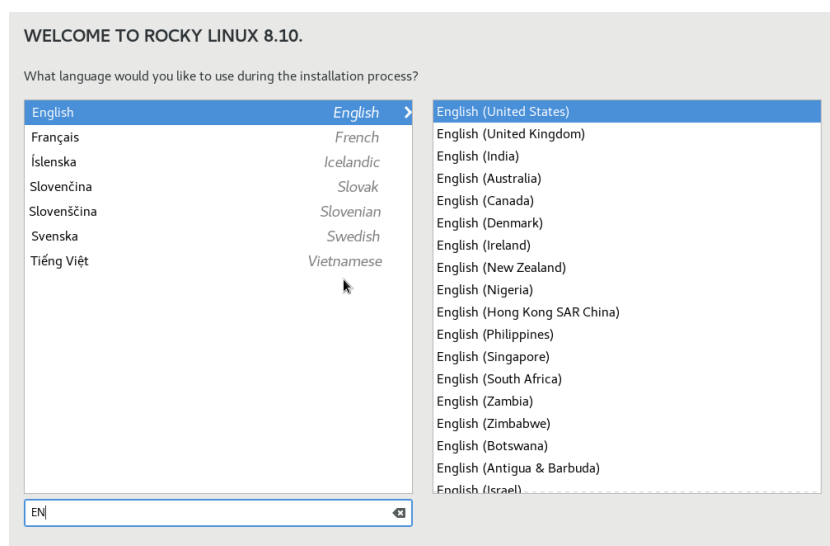 WELCOME TO ROCKY LINUX 8.10.
What language would you like to use during the installation process?
English English
Français French
Íslenska Icelandic
Slovenčina Slovak
Slovenščina Slovenian
Svenska Swedish
Tiếng Việt Vietnamese
EN
English (United States)
English (United Kingdom)
English (India)
English (Australia)
English (Canada)
English (Denmark)
English (Ireland)
English (New Zealand)
English (Nigeria)
English (Hong Kong SAR China)
English (Philippines)
English (Singapore)
English (South Africa)
English (Zambia)
English (Zimbabwe)
English (Botswana)
English (Antigua & Barbuda)
English (Israel)